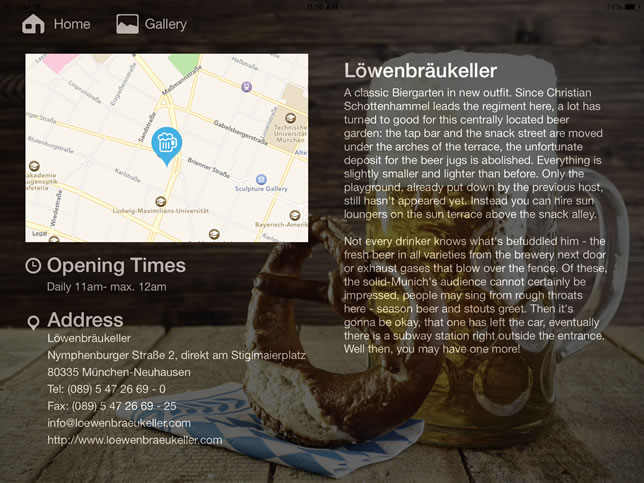 11:50 AM
74%
Home
Gallery
Heßstraße
Maßmannstraße
Linprunstraße
Enzgießereistraße
Sandstraße
Gabelsbergerstraße
Blutenburgstraße
Technische
Universität
München
Karlstraße
Brienner Straße
akademie
augenoptik
Sculpture Gallery
Wredestraße
Ludwig-Maximilians-Universität
Bayerisch-Amerik
Legal
Löwenbräukeller
A classic Biergarten in new outfit. Since Christian
Schottenhammel leads the regiment here, a lot has
turned to good for this centrally located beer
garden: the tap bar and the snack street are moved
under the arches of the terrace, the unfortunate
deposit for the beer jugs is abolished. Everything is
slightly smaller and lighter than before. Only the
playground, already put down by the previous host,
still hasn't appeared yet. Instead you can hire sun
loungers on the sun terrace above the snack alley.
Not every drinker knows what's befuddled him - the
fresh beer in all varieties from the brewery next door
or exhaust gases that blow over the fence. Of these,
the solid-Munich's audience cannot certainly be
impressed, people may sing from rough throats
here - season beer and stouts greet. Then it's
gonna be okay, that one has left the car, eventually
there is a subway station right outside the entrance.
Well then, you may have one more!
Opening Times
Daily 11am- max. 12am
Address
Löwenbräukeller
Nymphenburger Straße 2, direkt am Stiglmaierplatz
80335 München-Neuhausen
Tel: (089) 5 47 26 69 - 0
Fax: (089) 5 47 26 69 - 25
info@loewenbraeukeller.com
http://www.loewenbraeukeller.com